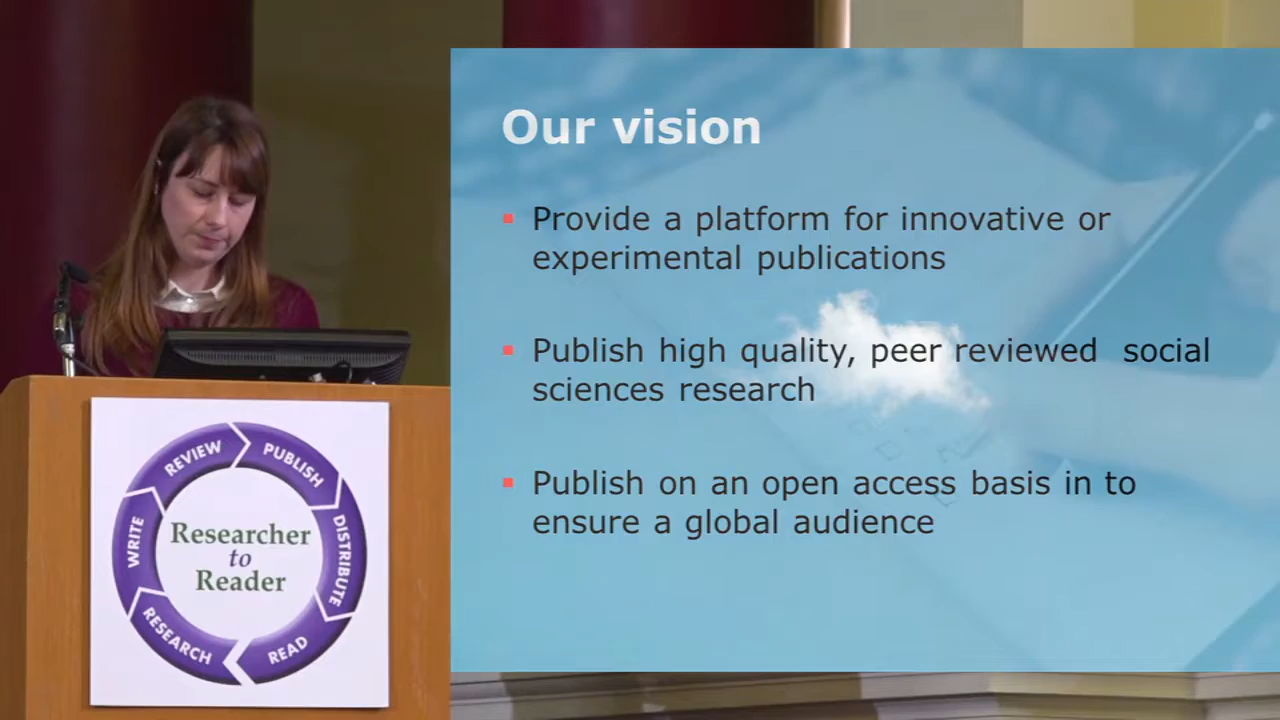 Our vision
Provide a platform for innovative or
experimental publications
Publish high quality, peer reviewed  social
sciences research
Publish on an open access basis in to
ensure a global audience
REVIEW
PUBLISH
DISTRIBUTE
READ
RESEARCH
WRITE
Researcher
to
Reader